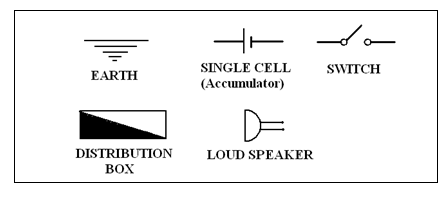 EARTH
SINGLE CELL
(Accumulator)
SWITCH
DISTRIBUTION
BOX
LOUD SPEAKER